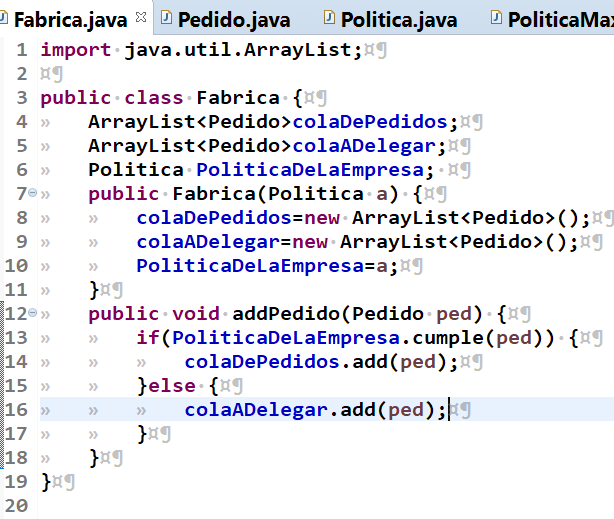 Fabrica.java Pedido.java Politica.java PoliticaMax
1 import java.util.ArrayList;¤¶
2 ¤¶
3 public class Fabrica {¤¶
4 » ArrayList<Pedido>colaDePedidos;¤¶
5 » ArrayList<Pedido>colaADelegar;¤¶
6 » Politica PoliticaDeLaEmpresa; ¤¶
7 » public Fabrica(Politica a) {¤¶
8 » » colaDePedidos=new ArrayList<Pedido>();¤¶
9 » » colaADelegar=new ArrayList<Pedido>();¤¶
10 » » PoliticaDeLaEmpresa=a;¤¶
11 » }¤¶
12 » public void addPedido(Pedido ped) {¤¶
13 » » if(PoliticaDeLaEmpresa.cumple(ped)) {¤¶
14 » » » colaDePedidos.add(ped);¤¶
15 » » }else {¤¶
16 » » » colaADelegar.add(ped);¤¶
17 » » }¤¶
18 » }¤¶
19 }¤¶
20